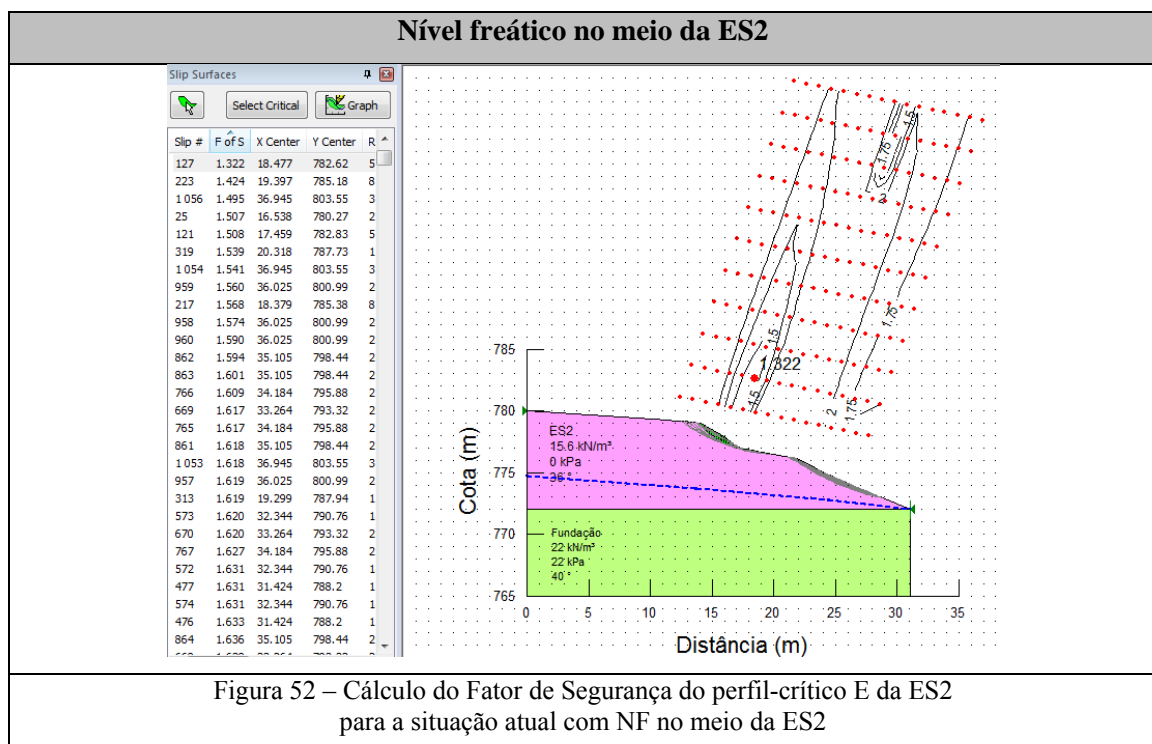 Nível freático no meio da ES2
Slip Surfaces
Select Critical
Graph
Slip # F of S X Center Y Center R
127 1.322 18.477 782.62 5
223 1.424 19.397 785.18 8
1056 1.495 36.945 803.55 3
25 1.507 16.538 780.27 2
121 1.508 17.459 782.83 5
319 1.539 20.318 787.73 1
1054 1.541 36.945 803.55 3
959 1.560 36.025 800.99 2
217 1.568 18.379 785.38 8
958 1.574 36.025 800.99 2
960 1.590 36.025 800.99 2
862 1.594 35.105 798.44 2
863 1.601 35.105 798.44 2
766 1.609 34.184 795.88 2
669 1.617 33.264 793.32 2
765 1.617 34.184 795.88 2
861 1.618 35.105 798.44 2
1053 1.618 36.945 803.55 3
957 1.619 36.025 800.99 2
313 1.619 19.299 787.94 1
573 1.620 32.344 790.76 1
670 1.620 33.264 793.32 2
767 1.627 34.184 795.88 2
572 1.631 32.344 790.76 1
477 1.631 31.424 788.2 1
574 1.631 32.344 790.76 1
476 1.633 31.424 788.2 1
864 1.636 35.105 798.44 2
1.5
1.75
2
1.75
1.5
1.322
1.5
2
1.75
785
780
775
770
765
Cota (m)
ES2
15.6 kN/m³
0 kPa
Fundação
22 kN/m³
22 kPa
40 °
0 5 10 15 20 25 30 35
Distância (m)
Figura 52 – Cálculo do Fator de Segurança do perfil-crítico E da ES2
para a situação atual com NF no meio da ES2